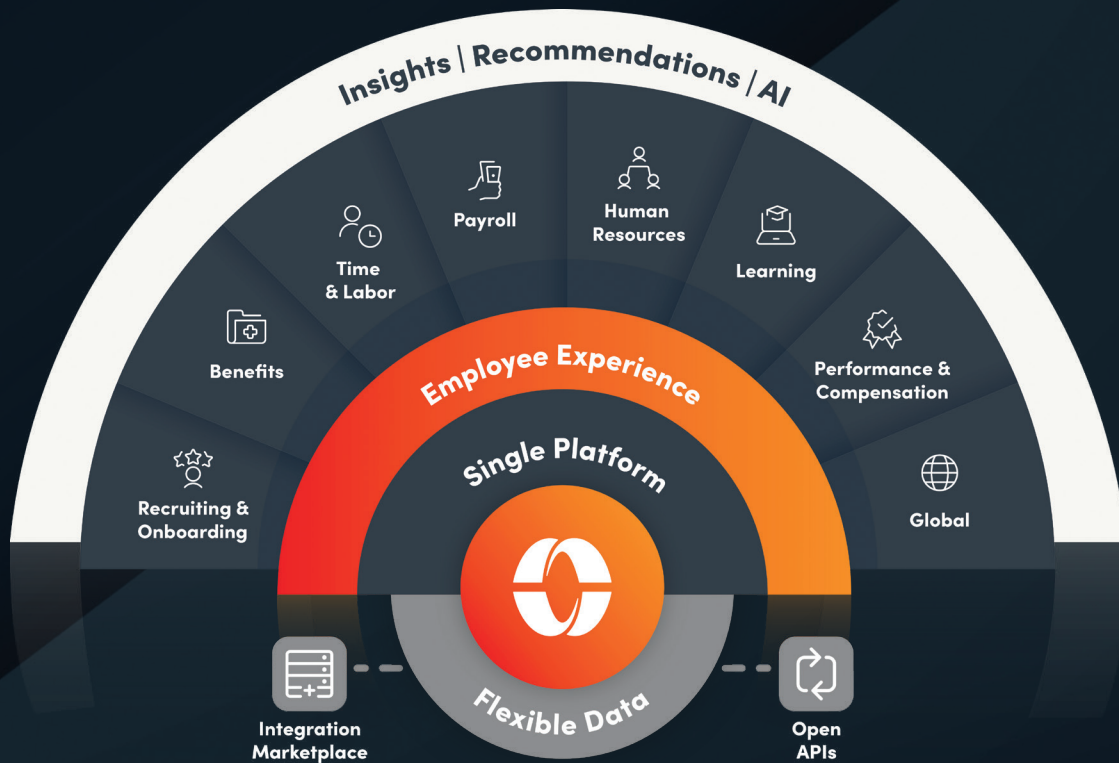 Insights | Recommendations | AI
Payroll
Human
Resources
Time
& Labor
Learning
Benefits
Performance &
Compensation
Recruiting &
Onboarding
Global
Employee Experience
Single Platform
Flexible Data
Integration
Marketplace
Open
APIs